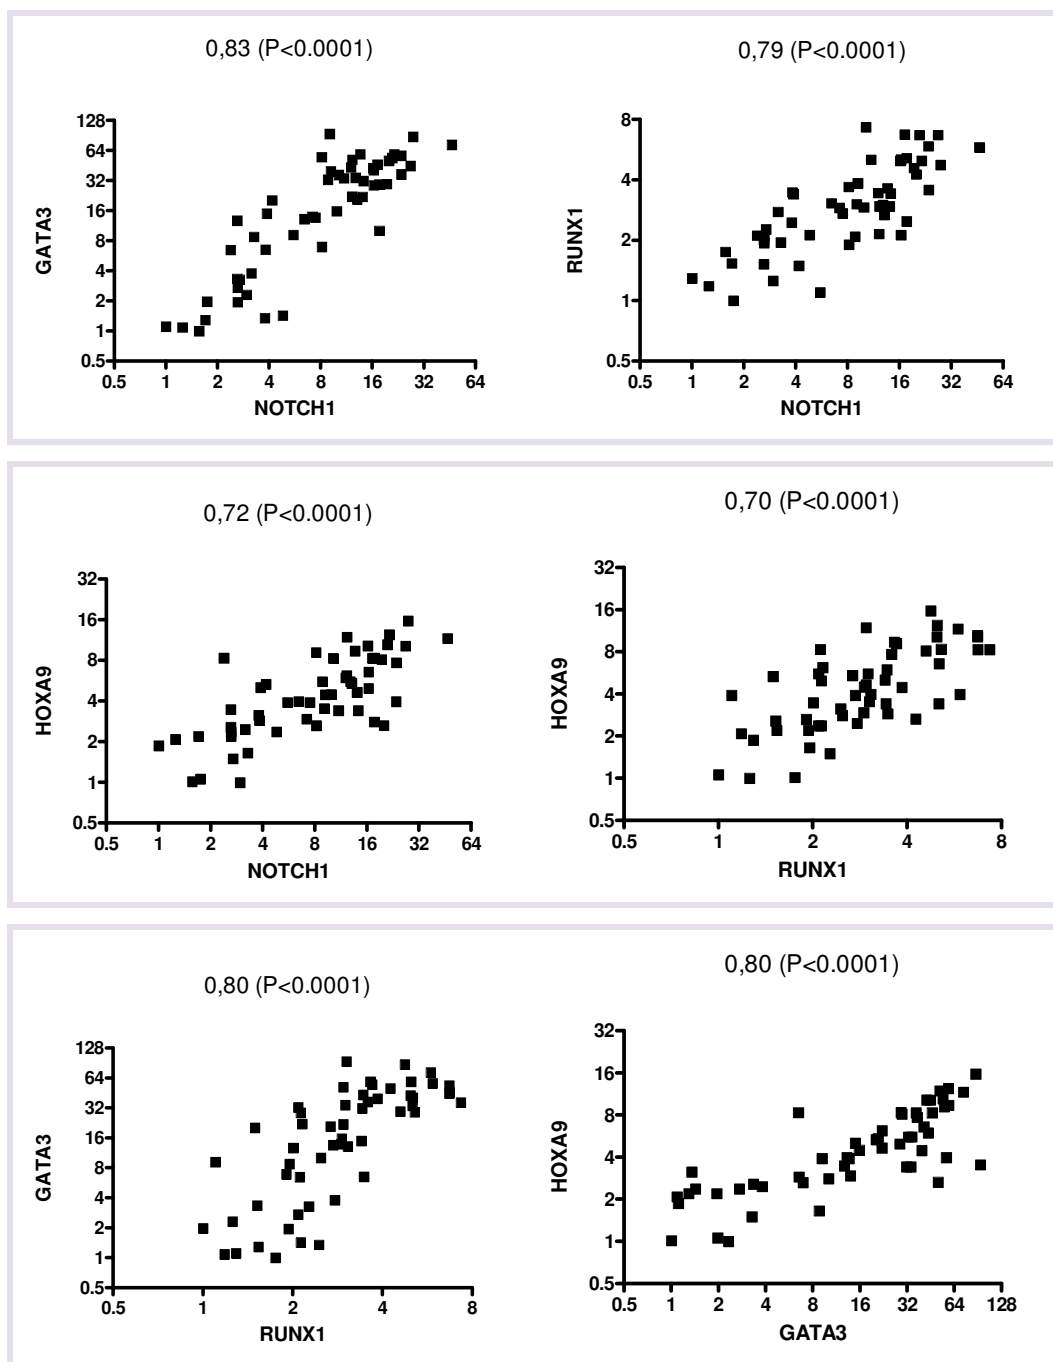 0,83 (P<0.0001)
128
64
32
16
8
4
2
1
0.5
GATA3
0.5 1 2 4 8 16 32 64
NOTCH1
0,79 (P<0.0001)
8
4
2
1
0.5
RUNX1
0.5 1 2 4 8 16 32 64
NOTCH1
0,72 (P<0.0001)
32
16
8
4
2
1
0.5
HOXA9
0.5 1 2 4 8 16 32 64
NOTCH1
0,70 (P<0.0001)
32
16
8
4
2
1
0.5
HOXA9
0.5 1 2 4 8
RUNX1
0,80 (P<0.0001)
128
64
32
16
8
4
2
1
0.5
GATA3
0.5 1 2 4 8
RUNX1
0,80 (P<0.0001)
32
16
8
4
2
1
0.5
HOXA9
0.5 1 2 4 8 16 32 64 128
GATA3